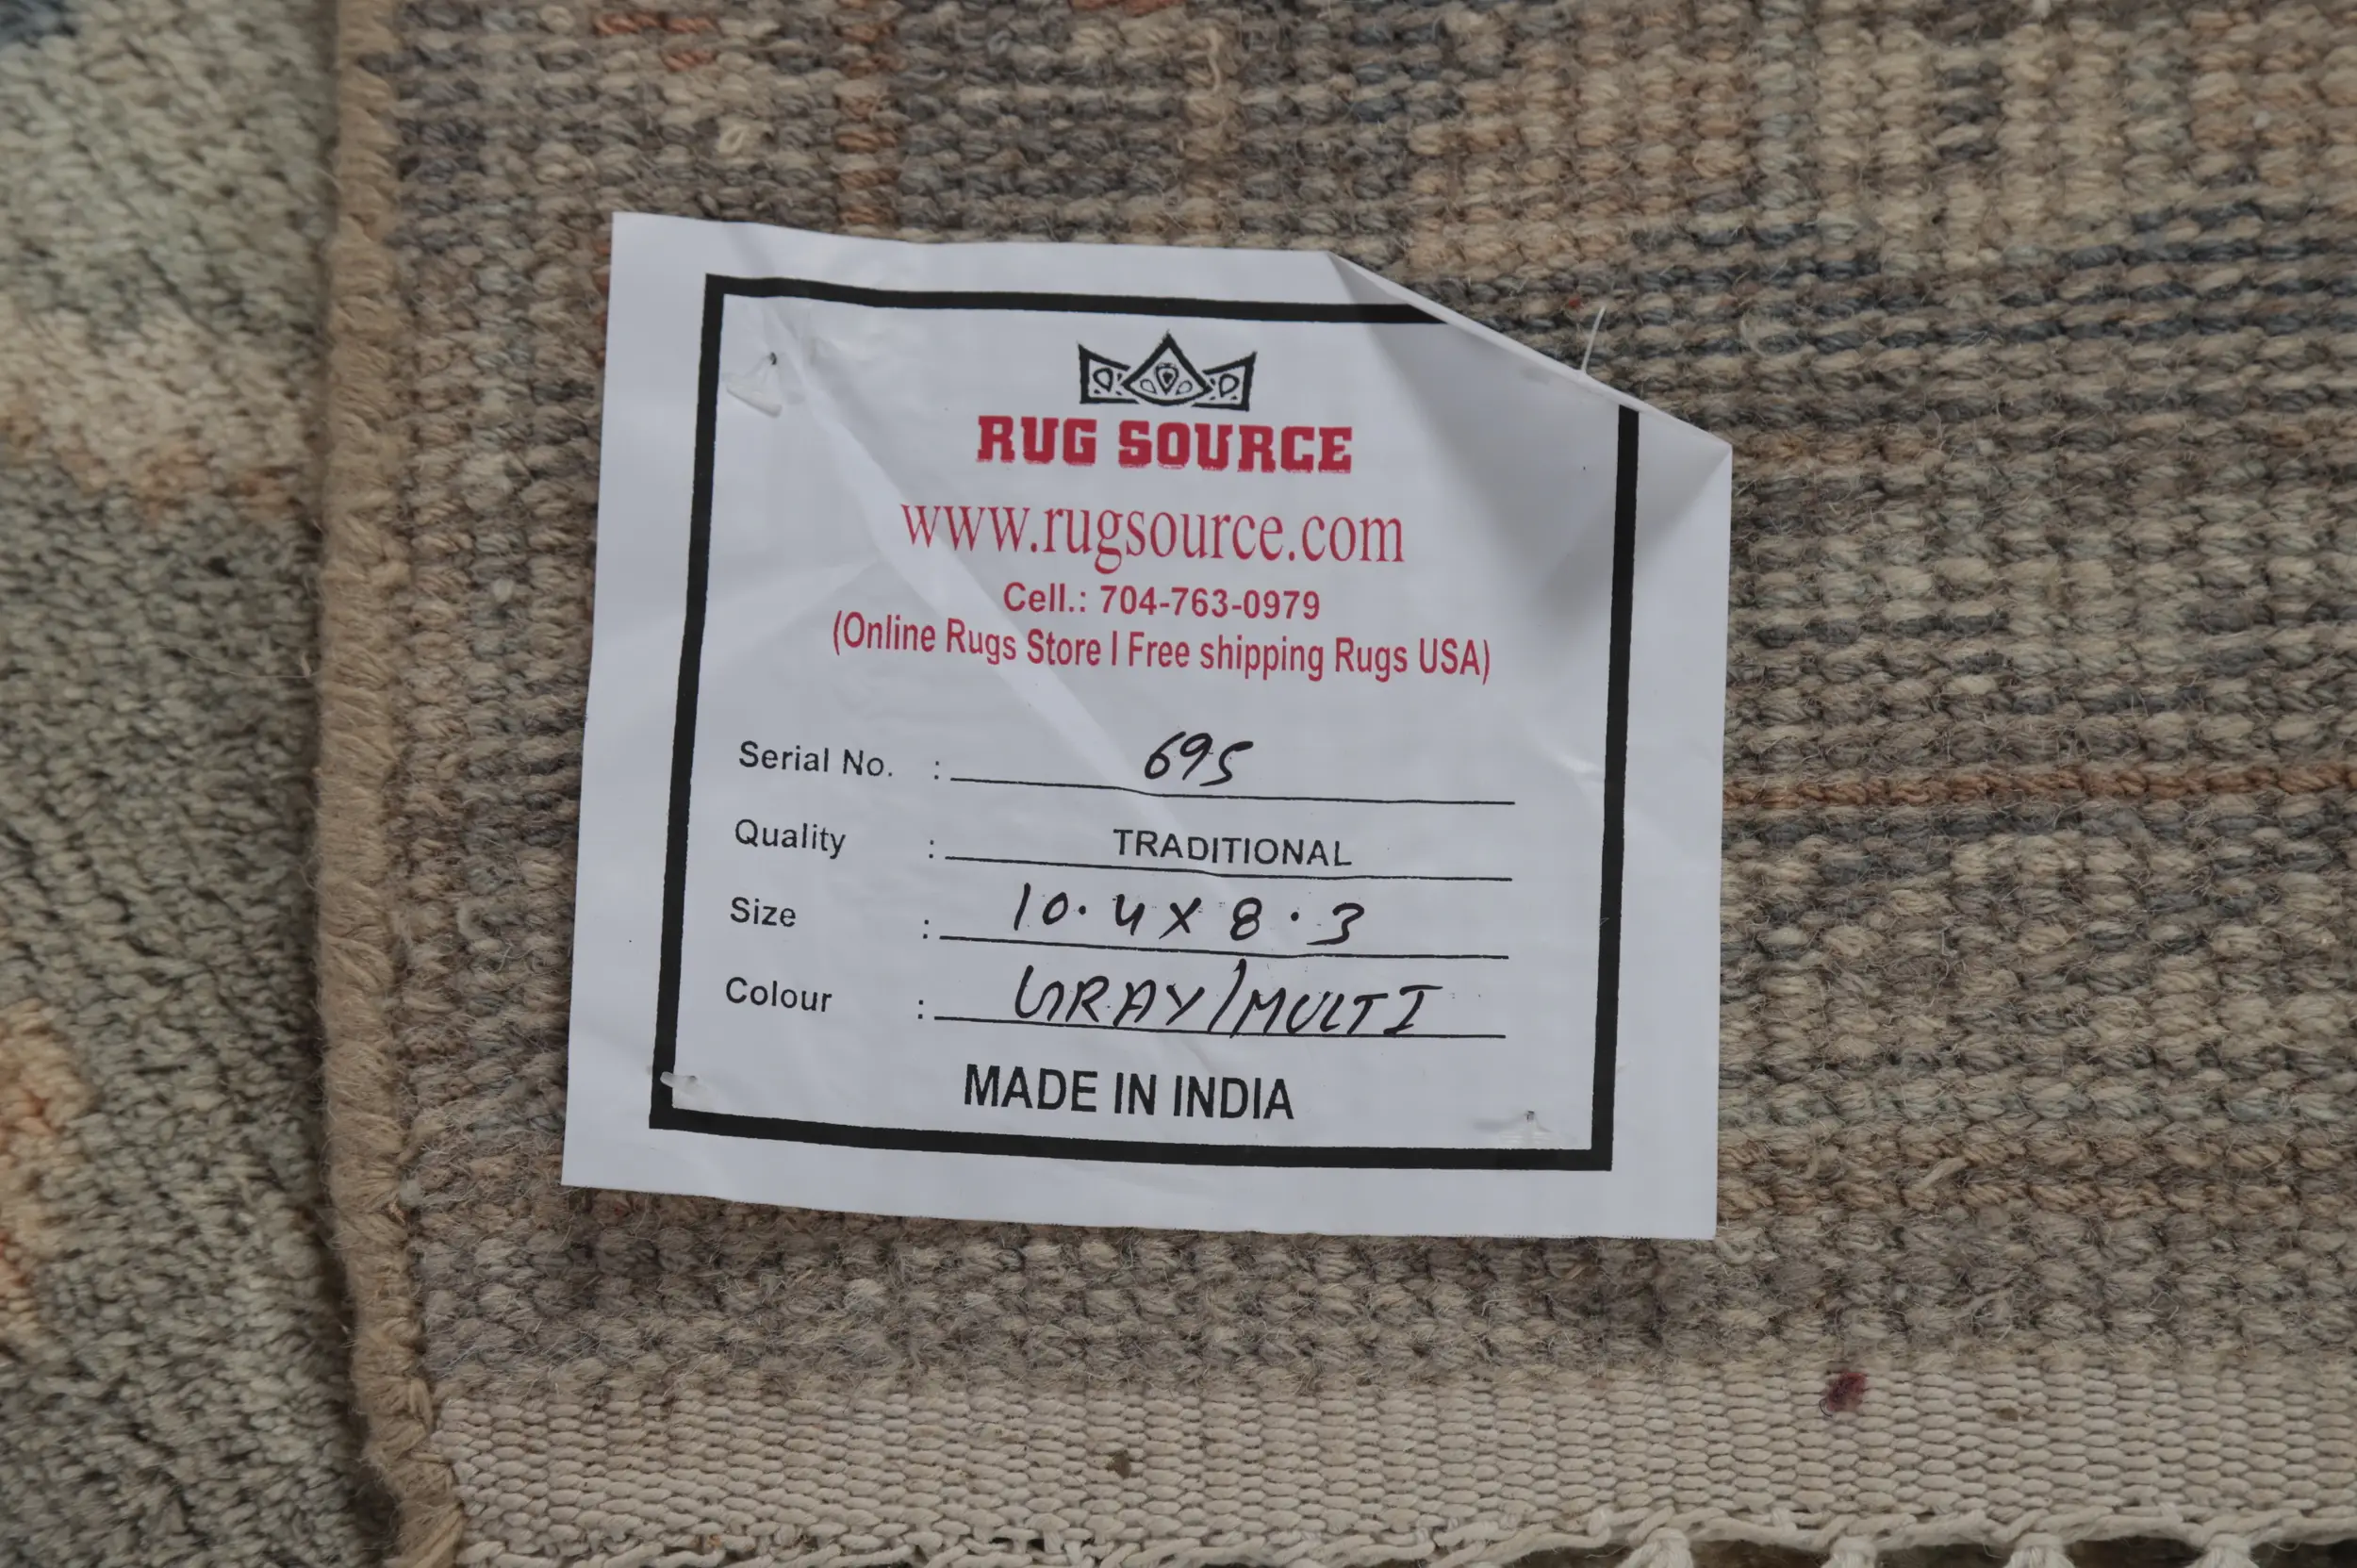 RUG SOURCE
www.rugsource.com
Cell.: 704-763-0979
(Online Rugs Store I Free shipping Rugs USA)
Serial No. : 695
Quality : TRADITIONAL
Size : 10.4 X 8.3
Colour : GRAY/MULTI
MADE IN INDIA